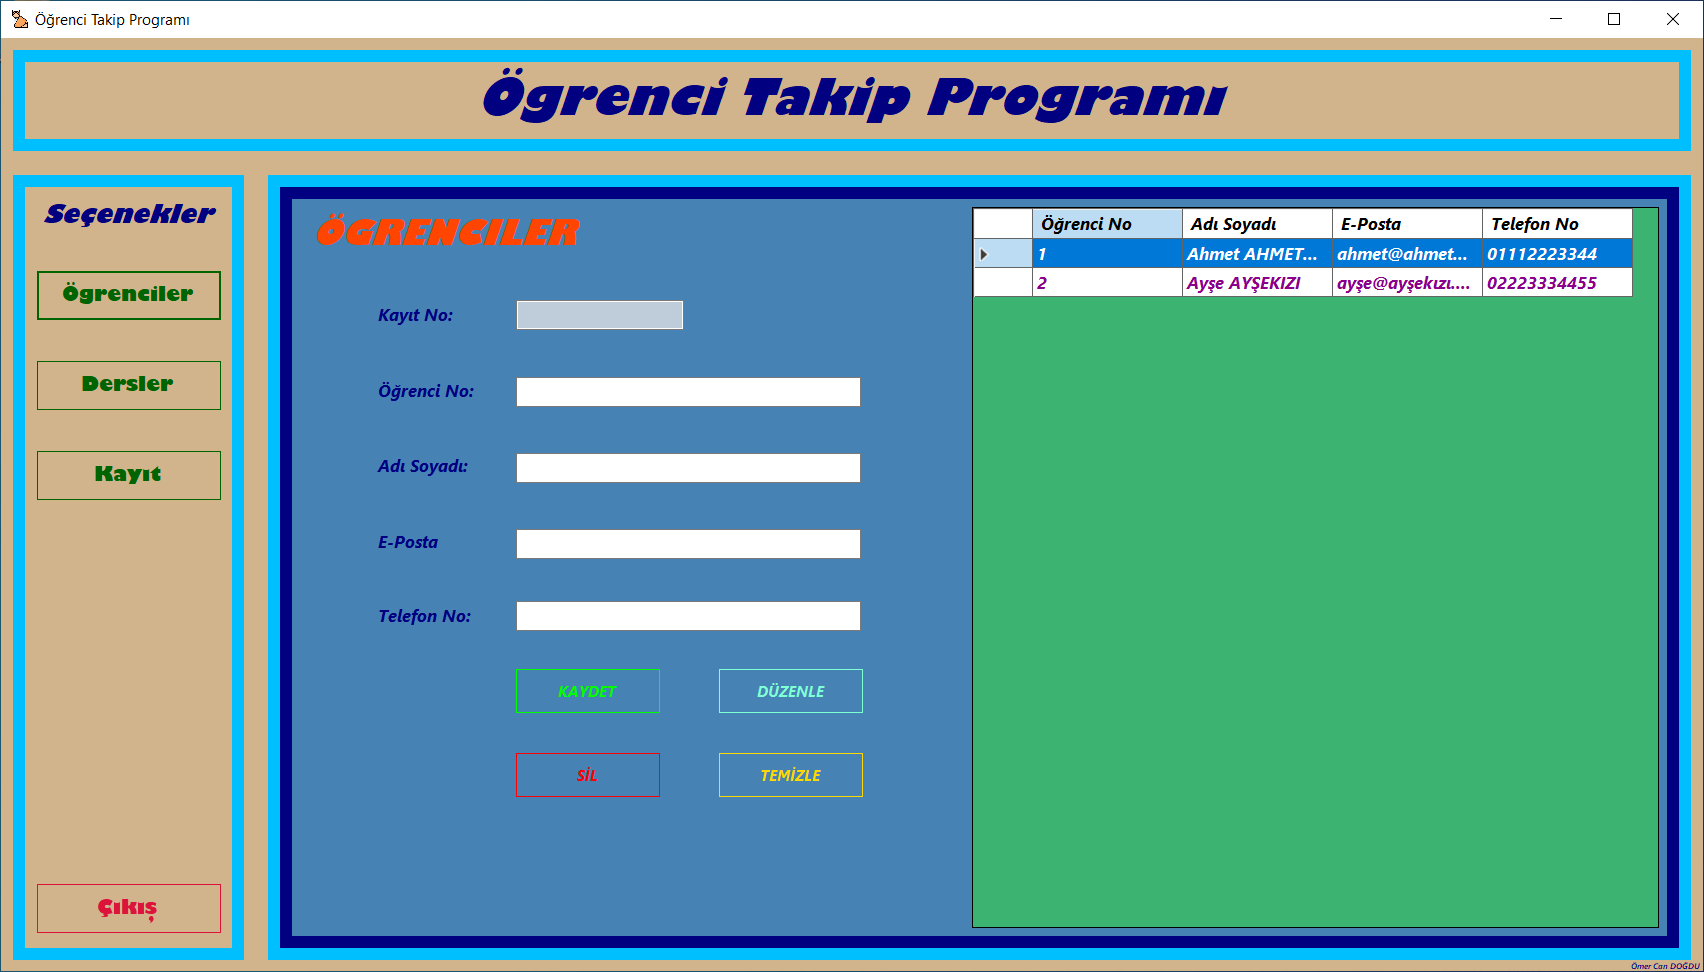 Öğrenci Takip Programı
Ögrenci Takip Programı
Seçenekler
Ögrenciler
Dersler
Kayıt
Çıkış
ÖGRENCILER
Kayıt No:
Öğrenci No:
Adı Soyadı:
E-Posta
Telefon No:
KAYDET DÜZENLE
SİL TEMİZLE
Öğrenci No Adı Soyadı E-Posta Telefon No
1 Ahmet AHMET... ahmet@ahmet... 01112223344
2 Ayşe AYŞEKIZI ayşe@ayşekızı.... 02223334455
Ömer Can DOĞDU